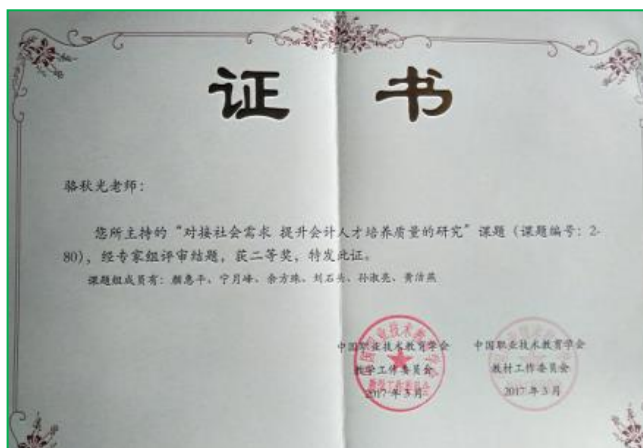 证 书
骆秋光老师：
您所主持的“对接社会需求 提升会计人才培养质量的研究”课题（课题编号：2-
80），经专家组评审结题，获二等奖，特发此证。
课题组成员有：颜惠平、宁月峰、余方珠、刘石头、孙淑亮、黄洁燕
中国职业技术教育学会 中国职业技术教育学会
教学工作委员会 教材工作委员会
2017年3月 2017年3月